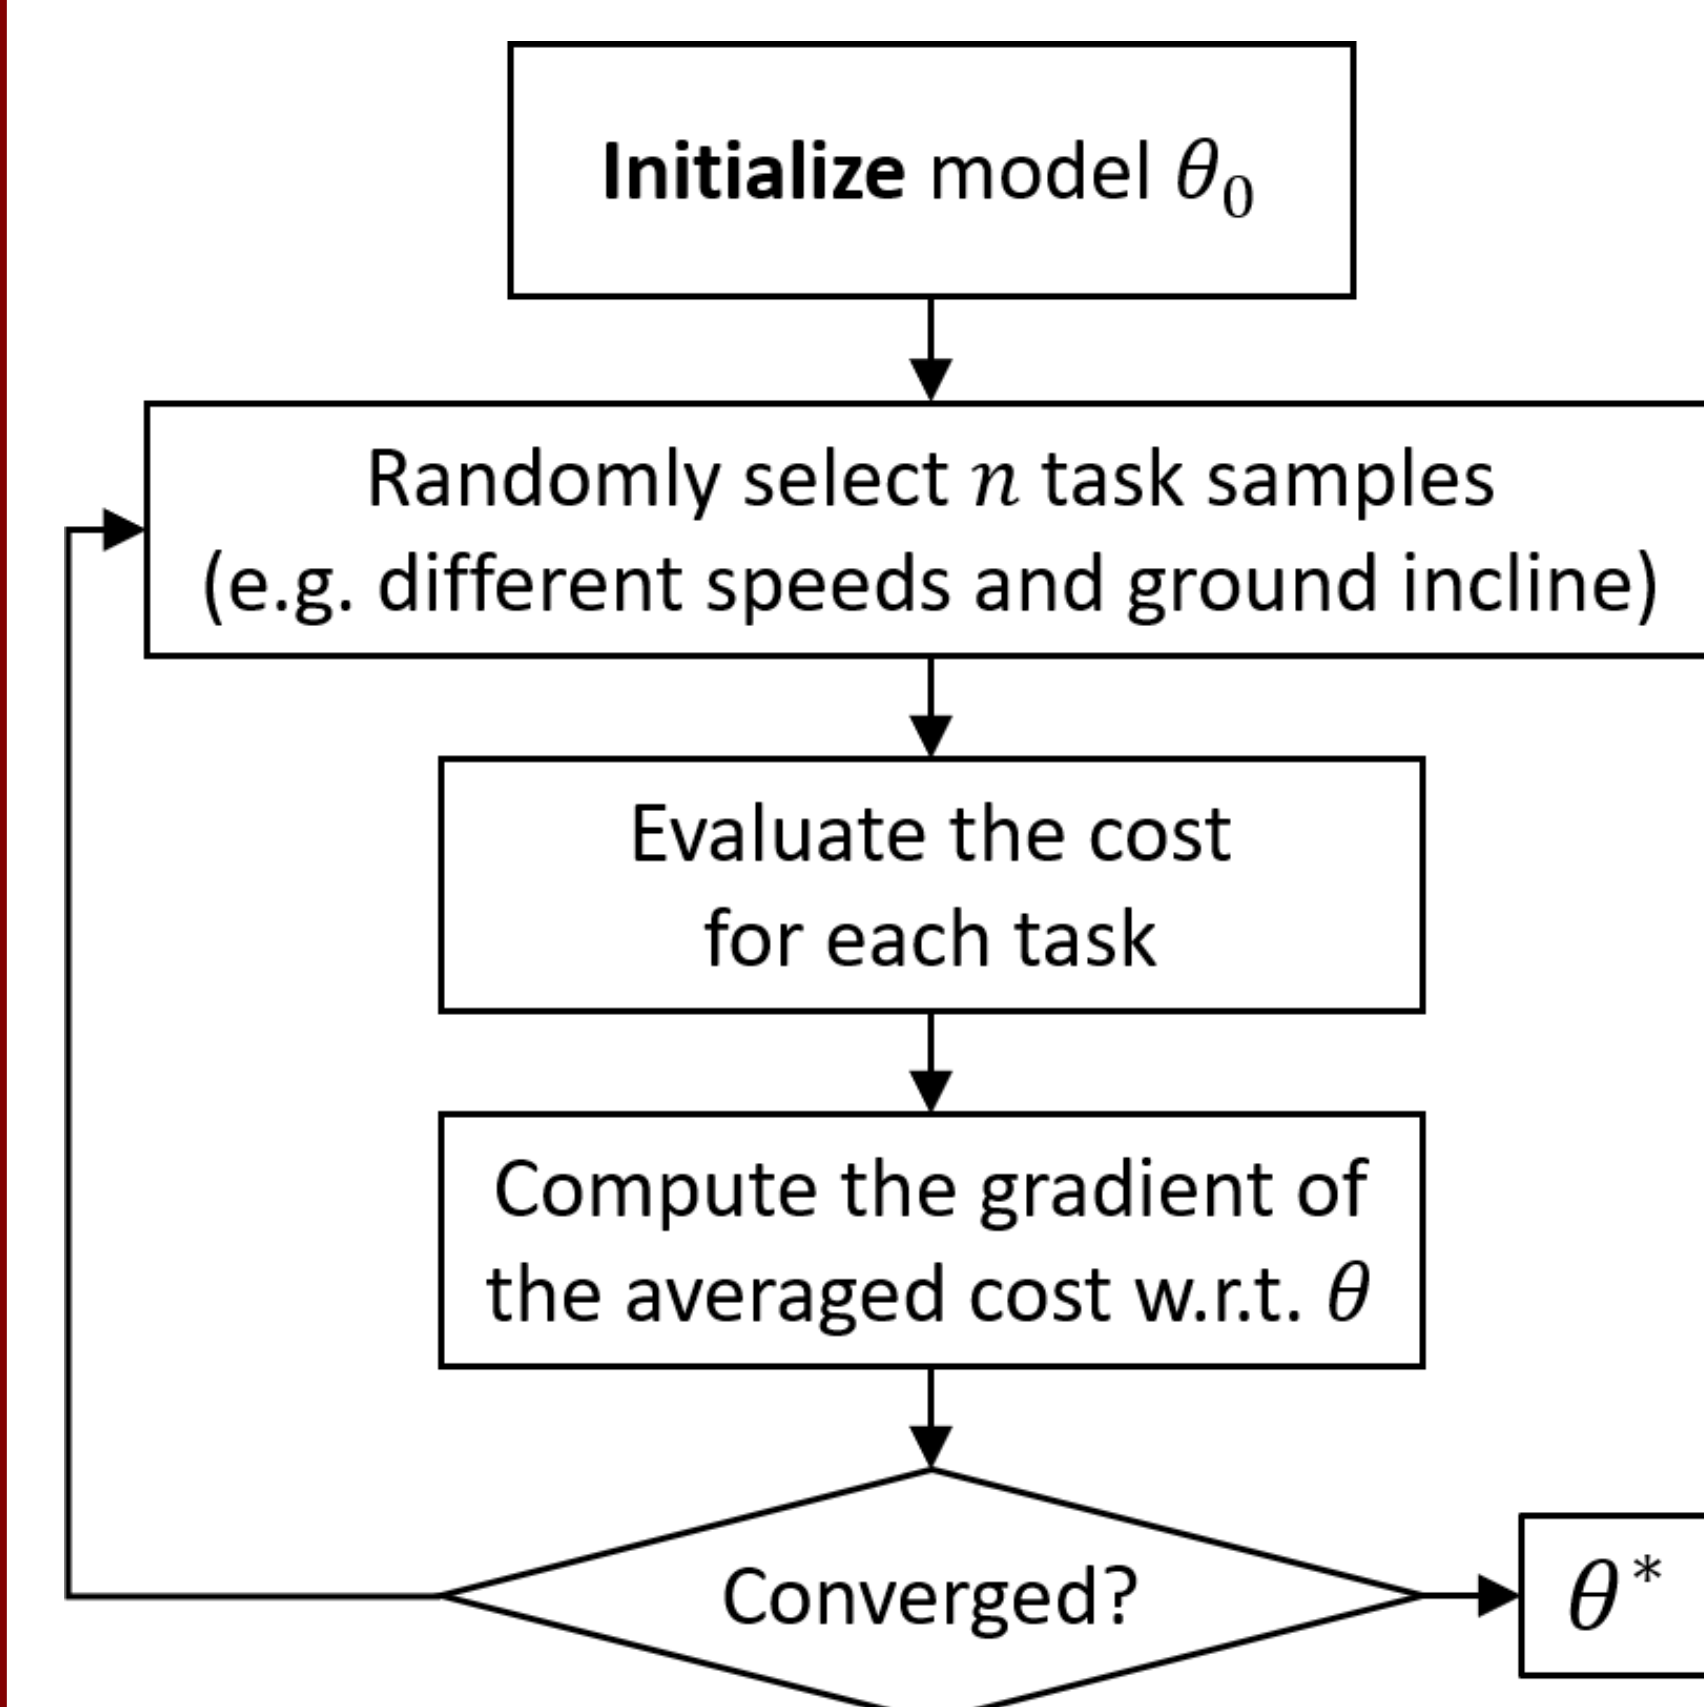 Initialize model θ₀
Randomly select n task samples
(e.g. different speeds and ground incline)
Evaluate the cost
for each task
Compute the gradient of
the averaged cost w.r.t. θ
Converged?
θ*